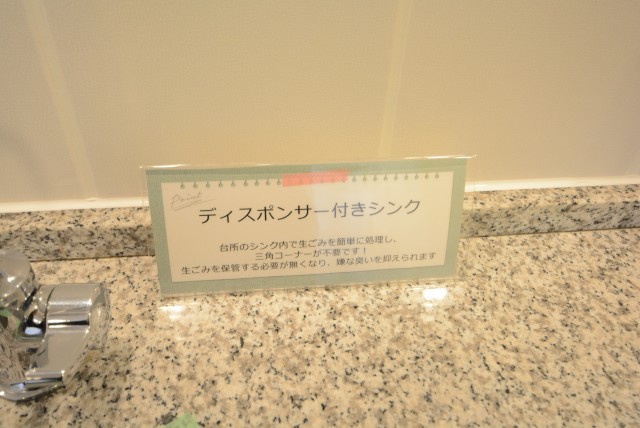 Point
ディスポンサー付きシンク
台所のシンク内で生ごみを簡単に処理し、
三角コーナーが不要です！
生ごみを保管する必要が無くなり、嫌な臭いを抑えられます